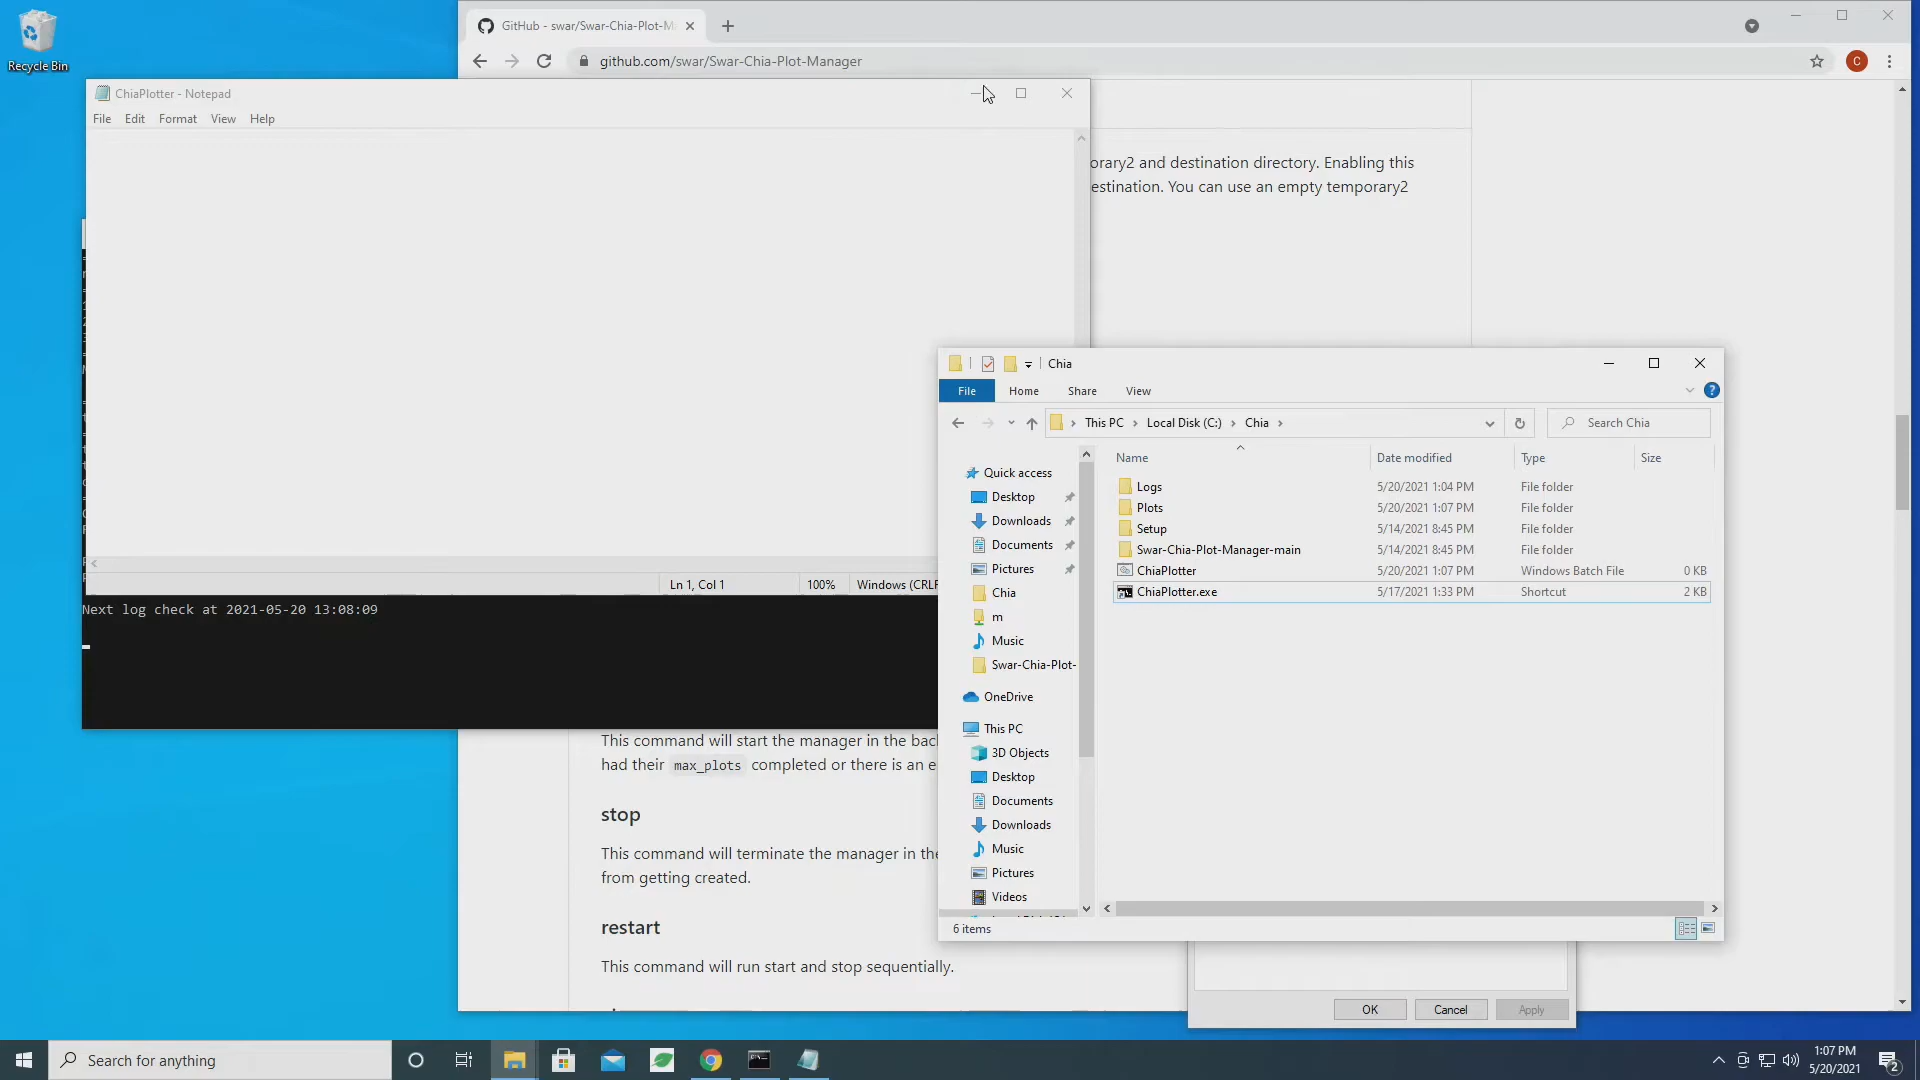 Recycle Bin
GitHub - swar/Swar-Chia-Plot-M
github.com/swar/Swar-Chia-Plot-Manager
C
ChiaPlotter - Notepad
File Edit Format View Help
orary2 and destination directory. Enabling this
estination. You can use an empty temporary2
Ln 1, Col 1 100% Windows (CRLF
Next log check at 2021-05-20 13:08:09
This command will start the manager in the bac
had their max_plots completed or there is an e
stop
This command will terminate the manager in the
from getting created.
restart
This command will run start and stop sequentially.
Chia
File Home Share View
This PC Local Disk (C:) Chia
Search Chia
Name Date modified Type Size
Logs 5/20/2021 1:04 PM File folder
Plots 5/20/2021 1:07 PM File folder
Setup 5/14/2021 8:45 PM File folder
Swar-Chia-Plot-Manager-main 5/14/2021 8:45 PM File folder
ChiaPlotter 5/20/2021 1:07 PM Windows Batch File 0 KB
ChiaPlotter.exe 5/17/2021 1:33 PM Shortcut 2 KB
Quick access
Desktop
Downloads
Documents
Pictures
Chia
m
Music
Swar-Chia-Plot-
OneDrive
This PC
3D Objects
Desktop
Documents
Downloads
Music
Pictures
Videos
6 items
OK Cancel Apply
Search for anything
1:07 PM
5/20/2021
2